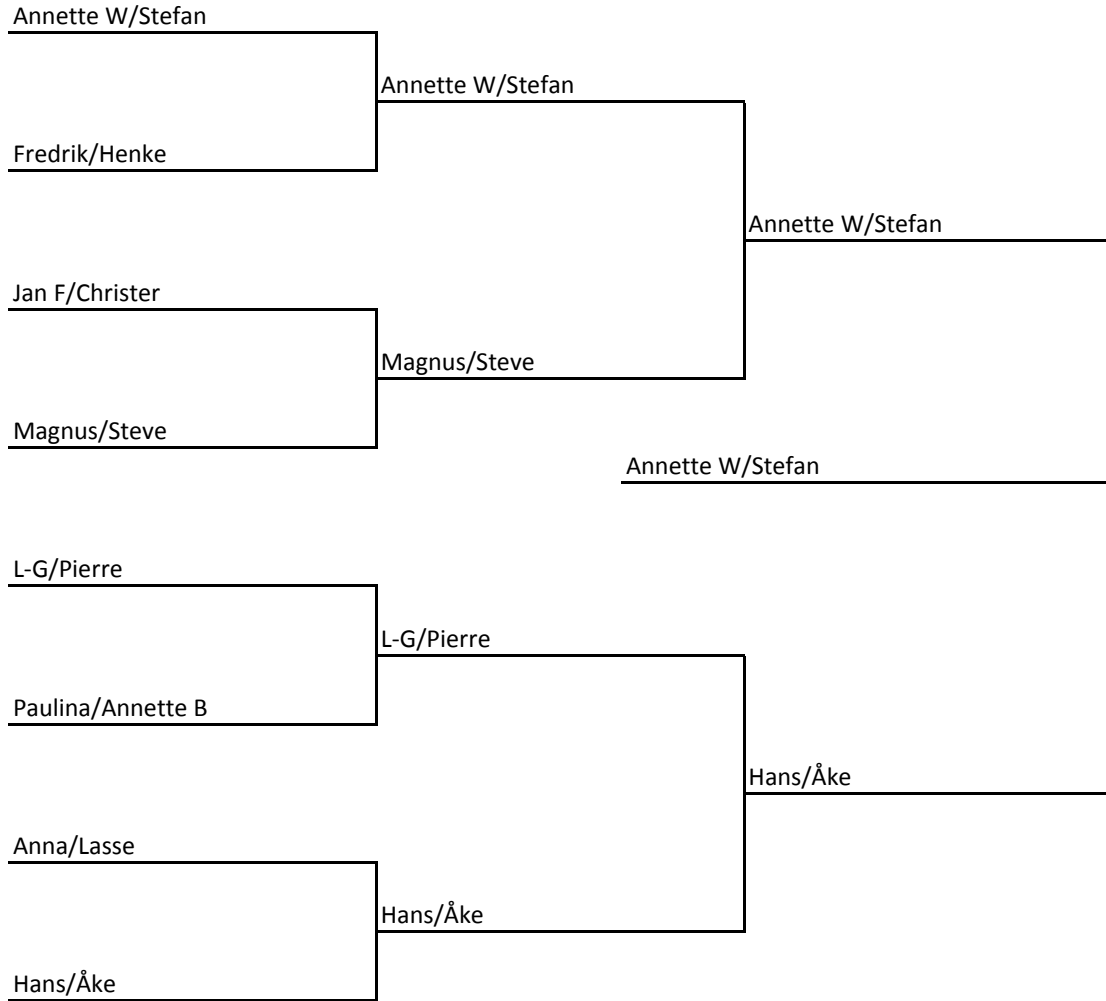 Annette W/Stefan
Annette W/Stefan
Fredrik/Henke
Annette W/Stefan
Jan F/Christer
Magnus/Steve
Magnus/Steve
Annette W/Stefan
L-G/Pierre
L-G/Pierre
Paulina/Annette B
Hans/Åke
Anna/Lasse
Hans/Åke
Hans/Åke